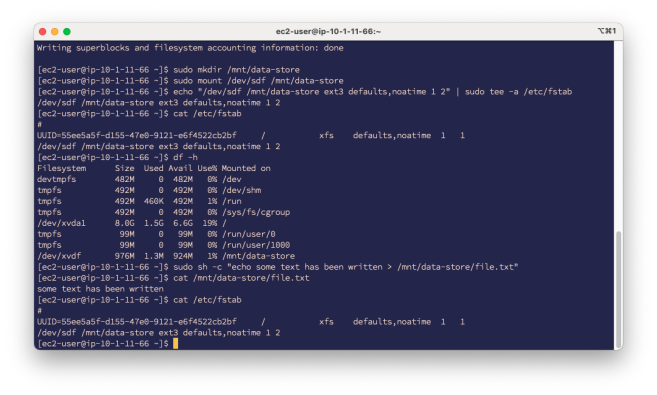 ec2-user@ip-10-1-11-66:~
⌥⌘1
Writing superblocks and filesystem accounting information: done
[ec2-user@ip-10-1-11-66 ~]$ sudo mkdir /mnt/data-store
[ec2-user@ip-10-1-11-66 ~]$ sudo mount /dev/sdf /mnt/data-store
[ec2-user@ip-10-1-11-66 ~]$ echo "/dev/sdf /mnt/data-store ext3 defaults,noatime 1 2" | sudo tee -a /etc/fstab
/dev/sdf /mnt/data-store ext3 defaults,noatime 1 2
[ec2-user@ip-10-1-11-66 ~]$ cat /etc/fstab
#
UUID=55ee5a5f-d155-47e0-9121-e6f4522cb2bf     /           xfs    defaults,noatime  1   1
/dev/sdf /mnt/data-store ext3 defaults,noatime 1 2
[ec2-user@ip-10-1-11-66 ~]$ df -h
Filesystem      Size  Used Avail Use% Mounted on
devtmpfs        482M     0  482M   0% /dev
tmpfs           492M     0  492M   0% /dev/shm
tmpfs           492M  460K  492M   1% /run
tmpfs           492M     0  492M   0% /sys/fs/cgroup
/dev/xvda1      8.0G  1.5G  6.6G  19% /
tmpfs            99M     0   99M   0% /run/user/0
tmpfs            99M     0   99M   0% /run/user/1000
/dev/xvdf       976M  1.3M  924M   1% /mnt/data-store
[ec2-user@ip-10-1-11-66 ~]$ sudo sh -c "echo some text has been written > /mnt/data-store/file.txt"
[ec2-user@ip-10-1-11-66 ~]$ cat /mnt/data-store/file.txt
some text has been written
[ec2-user@ip-10-1-11-66 ~]$ cat /etc/fstab
#
UUID=55ee5a5f-d155-47e0-9121-e6f4522cb2bf     /           xfs    defaults,noatime  1   1
/dev/sdf /mnt/data-store ext3 defaults,noatime 1 2
[ec2-user@ip-10-1-11-66 ~]$